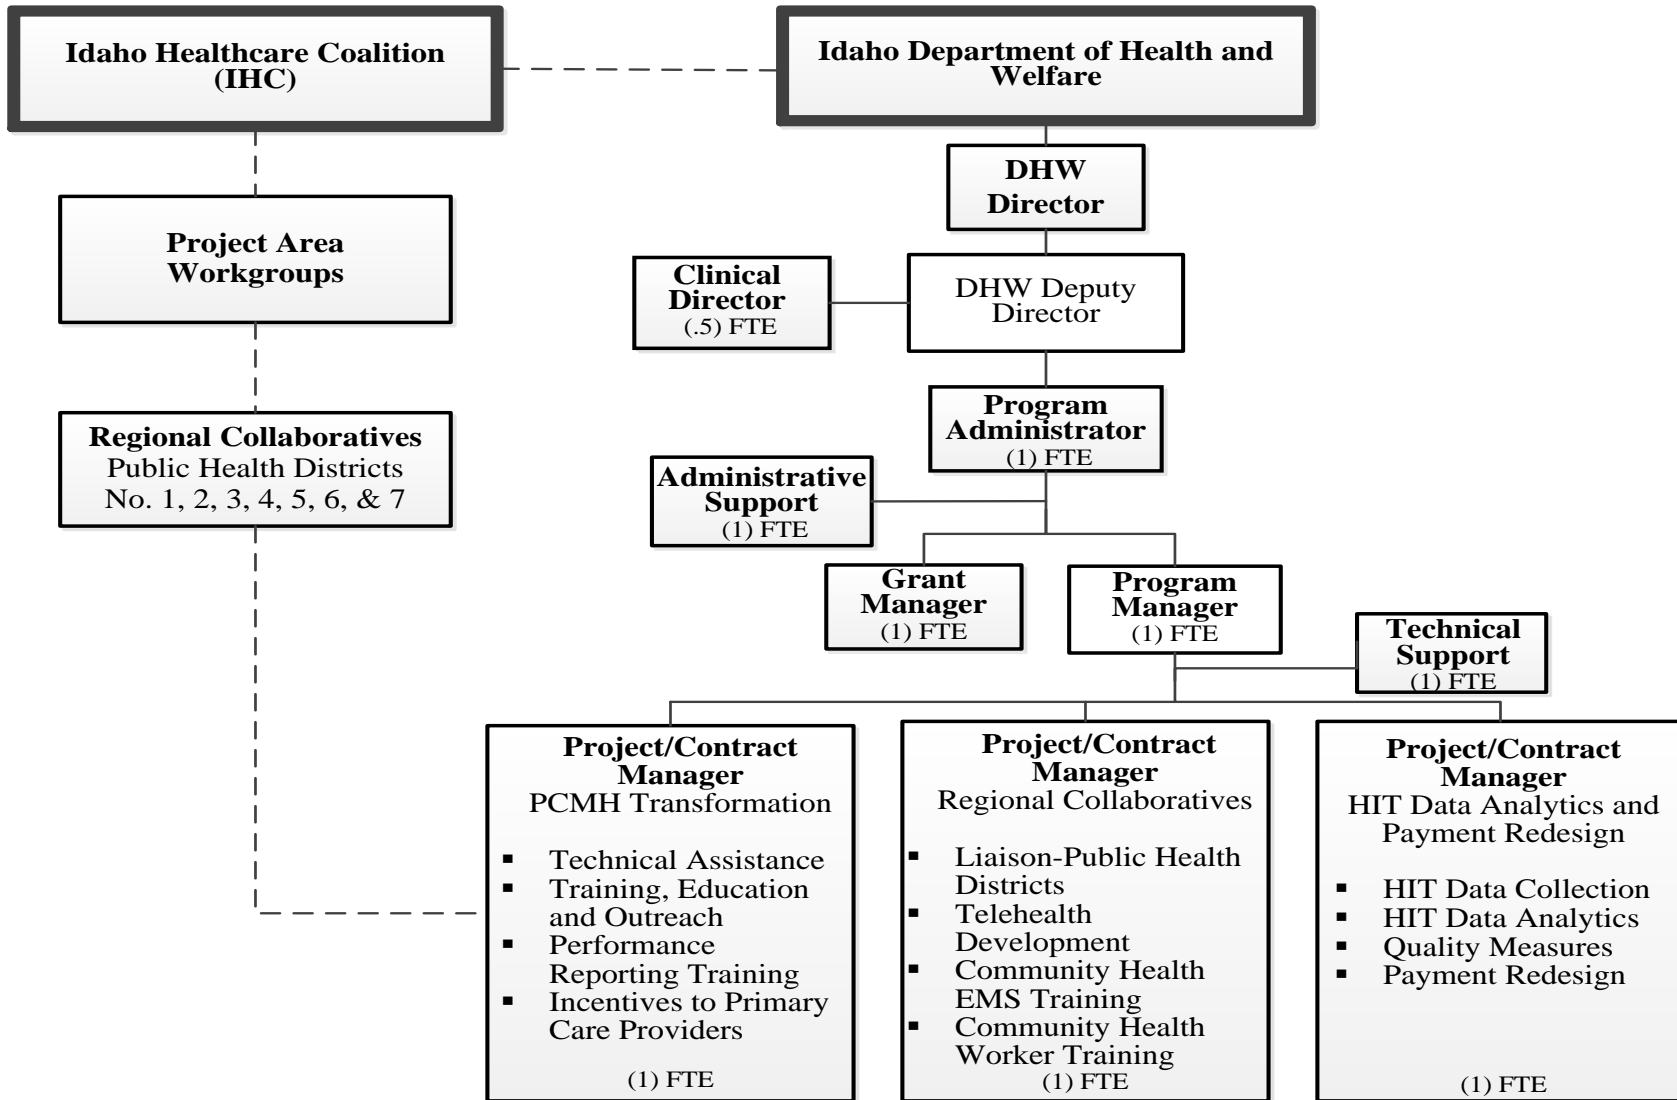 Idaho Healthcare Coalition
(IHC)
Idaho Department of Health and
Welfare
DHW
Director
Project Area
Workgroups
Clinical
Director
(.5) FTE
DHW Deputy
Director
Program
Administrator
(1) FTE
Regional Collaboratives
Public Health Districts
No. 1, 2, 3, 4, 5, 6, & 7
Administrative
Support
(1) FTE
Grant
Manager
(1) FTE
Program
Manager
(1) FTE
Technical
Support
(1) FTE
Project/Contract
Manager
PCMH Transformation
▪ Technical Assistance
▪ Training, Education
and Outreach
▪ Performance
Reporting Training
▪ Incentives to Primary
Care Providers
(1) FTE
Project/Contract
Manager
Regional Collaboratives
▪ Liaison-Public Health
Districts
▪ Telehealth
Development
▪ Community Health
EMS Training
▪ Community Health
Worker Training
(1) FTE
Project/Contract
Manager
HIT Data Analytics and
Payment Redesign
▪ HIT Data Collection
▪ HIT Data Analytics
▪ Quality Measures
▪ Payment Redesign
(1) FTE